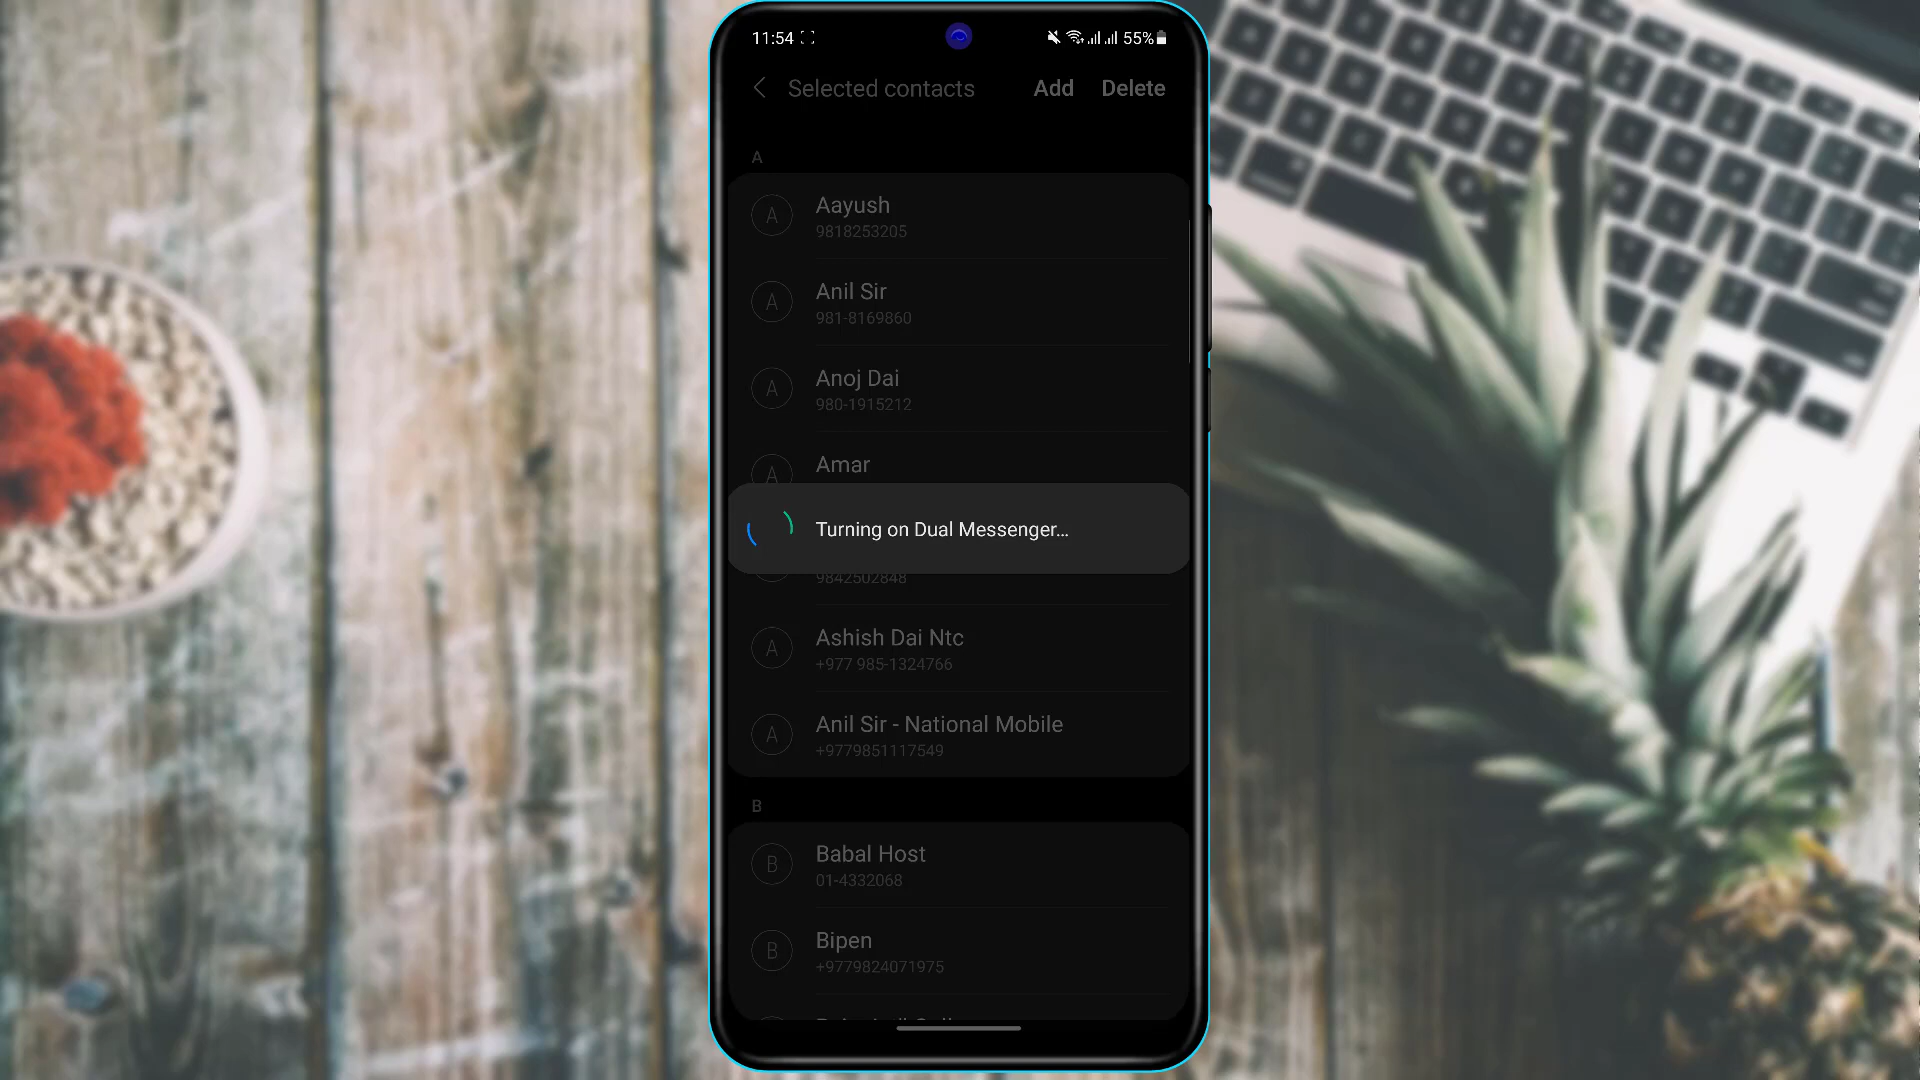 11:54
55%
Selected contacts
Add
Delete
A
A
Aayush
9818253205
A
Anil Sir
981-8169860
A
Anoj Dai
980-1915212
A
Amar
Turning on Dual Messenger...
9842502848
A
Ashish Dai Ntc
+977 985-1324766
A
Anil Sir - National Mobile
+9779851117549
B
B
Babal Host
01-4332068
B
Bipen
+9779824071975